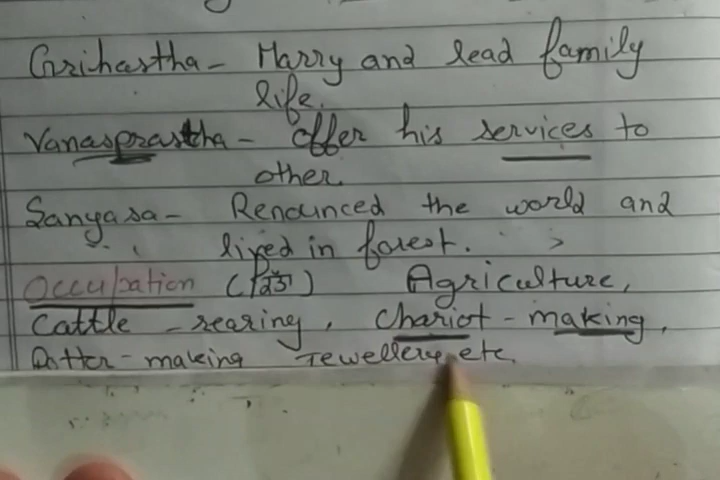 Grihastha - Marry and lead family
life.
Vanasprastha - offer his services to
other.
Sanyasa - Renounced the world and
lived in forest.
Occupation ( ) Agriculture,
Cattle - rearing, Chariot - making,
Potter - making Jewellery etc.